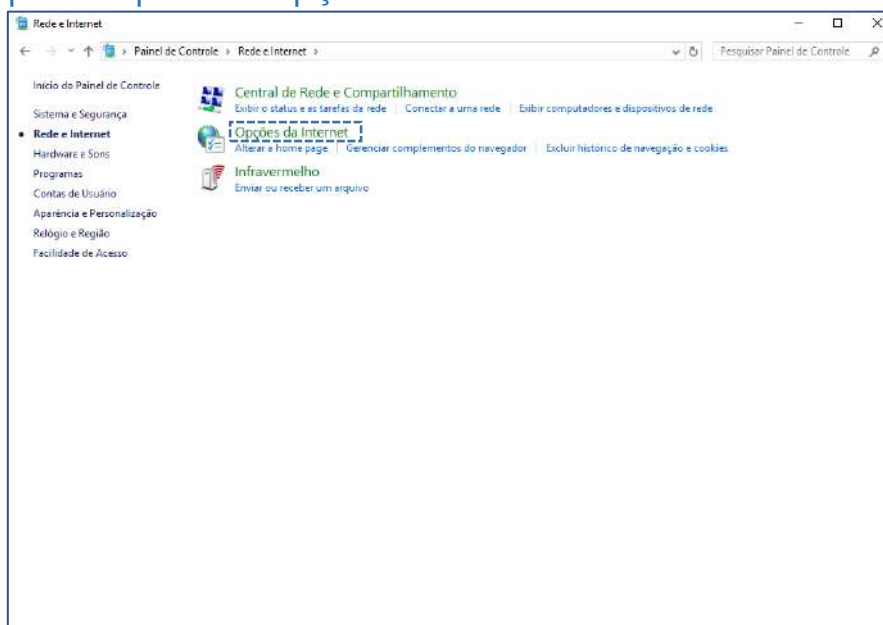 Rede e Internet
Painel de Controle › Rede e Internet ›
Pesquisar Painel de Controle
Início do Painel de Controle
Sistema e Segurança
Rede e Internet
Hardware e Sons
Programas
Contas de Usuário
Aparência e Personalização
Relógio e Região
Facilidade de Acesso
Central de Rede e Compartilhamento
Exibir o status e as tarefas da rede | Conectar a uma rede | Exibir computadores e dispositivos de rede
Opções da Internet
Alterar a home page | Gerenciar complementos do navegador | Excluir histórico de navegação e cookies
Infravermelho
Enviar ou receber um arquivo